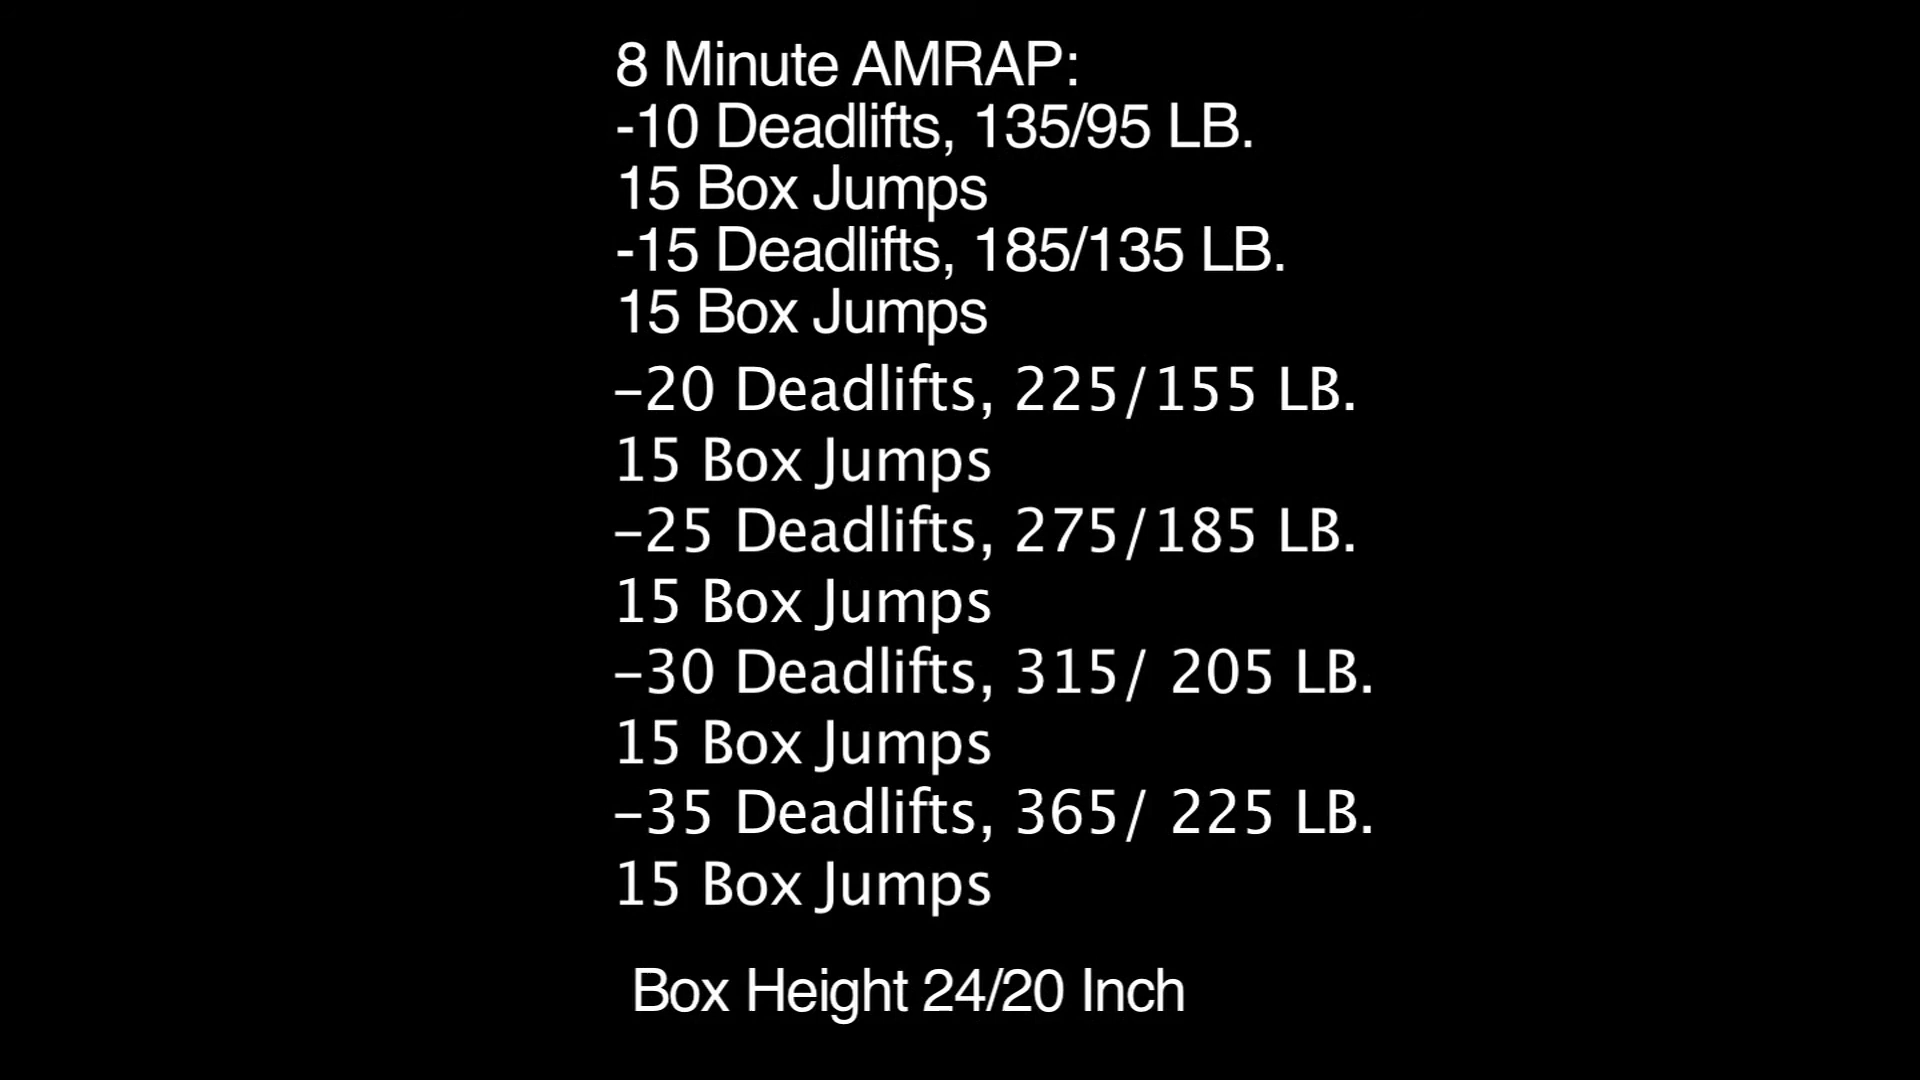 8 Minute AMRAP:
-10 Deadlifts, 135/95 LB.
15 Box Jumps
-15 Deadlifts, 185/135 LB.
15 Box Jumps
-20 Deadlifts, 225/155 LB.
15 Box Jumps
-25 Deadlifts, 275/185 LB.
15 Box Jumps
-30 Deadlifts, 315/ 205 LB.
15 Box Jumps
-35 Deadlifts, 365/ 225 LB.
15 Box Jumps
Box Height 24/20 Inch